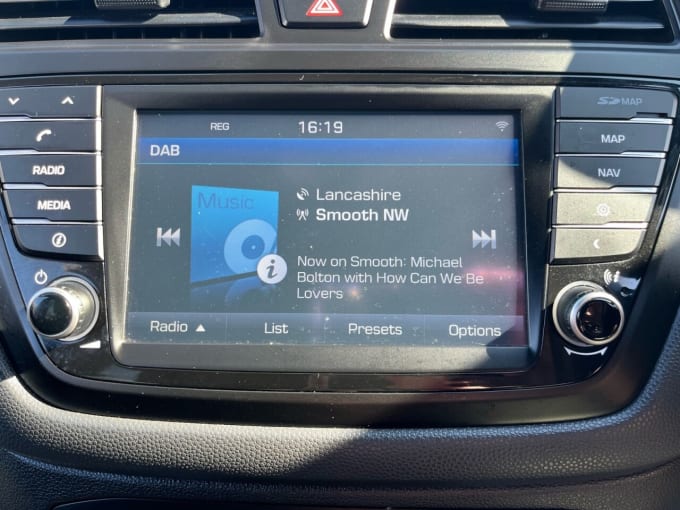 REG 16:19
DAB
SD MAP
MAP
NAV
RADIO
MEDIA
Music
Lancashire
Smooth NW
Now on Smooth: Michael
Bolton with How Can We Be
Lovers
Radio ▲ List Presets Options